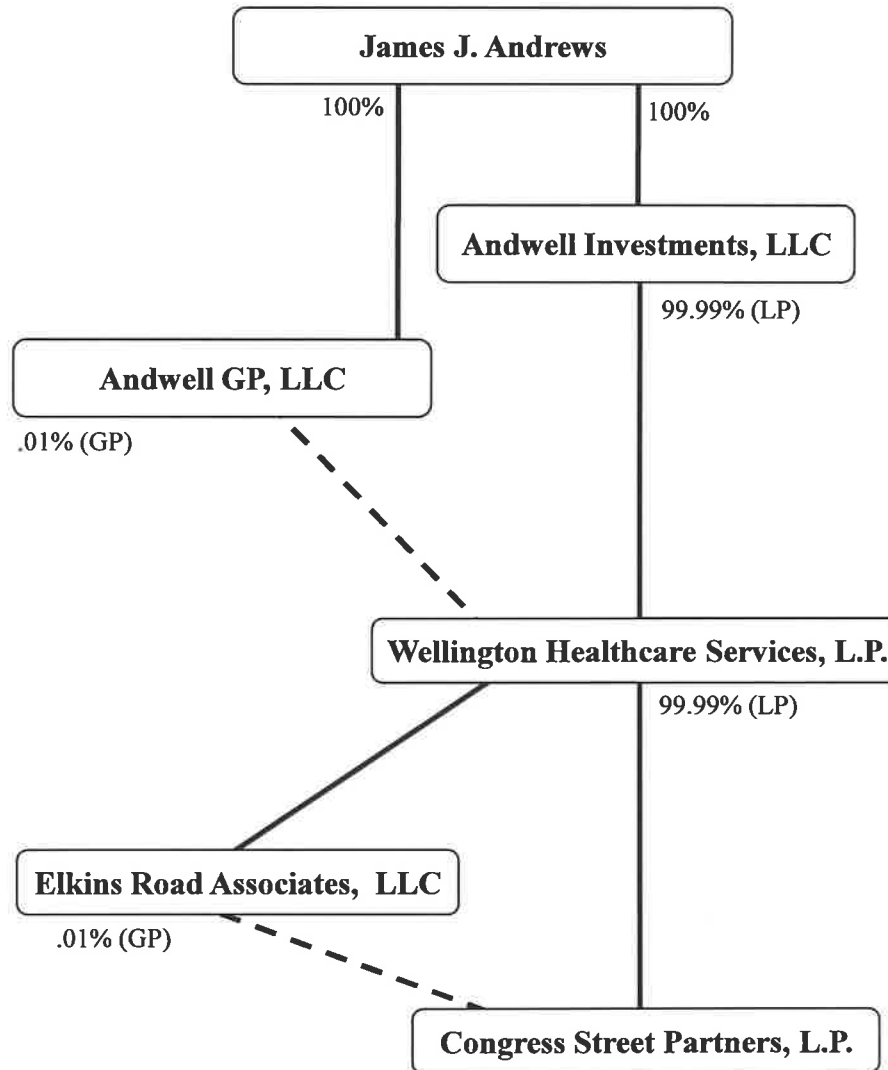 James J. Andrews
100%
100%
Andwell Investments, LLC
99.99% (LP)
Andwell GP, LLC
.01% (GP)
Wellington Healthcare Services, L.P.
99.99% (LP)
Elkins Road Associates, LLC
.01% (GP)
Congress Street Partners, L.P.